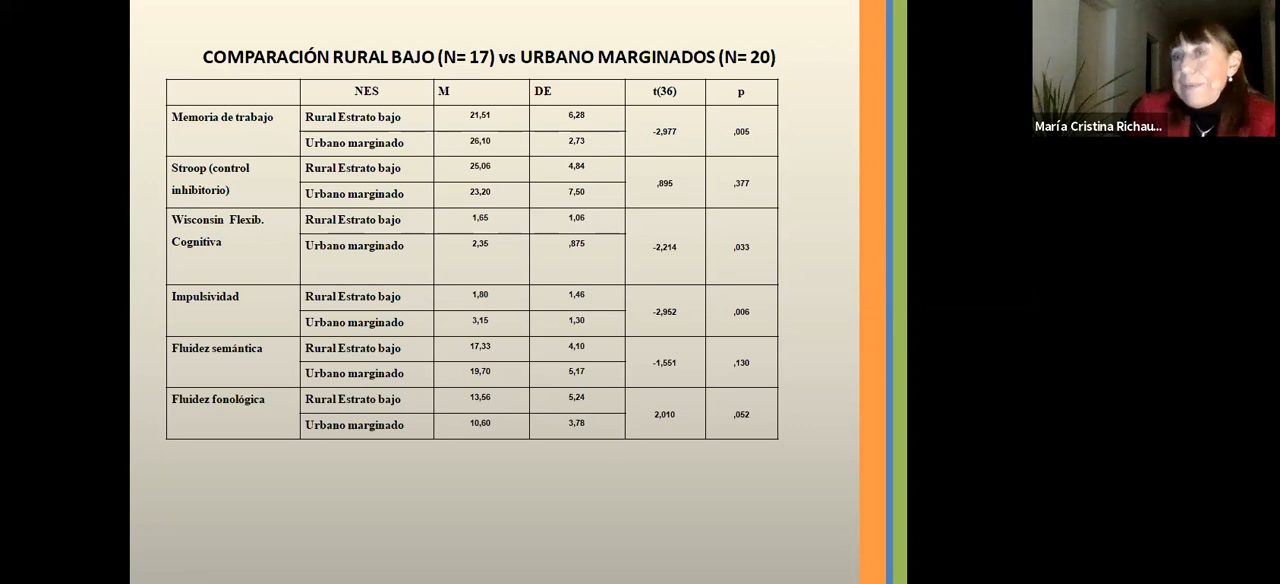 COMPARACIÓN RURAL BAJO (N= 17) vs URBANO MARGINADOS (N= 20)
NES M DE t(36) p
Memoria de trabajo Rural Estrato bajo 21,51 6,28 -2,977 ,005
Urbano marginado 26,10 2,73
Stroop (control Rural Estrato bajo 25,06 4,84 ,895 ,377
inhibitorio) Urbano marginado 23,20 7,50
Wisconsin Flexib. Rural Estrato bajo 1,65 1,06 -2,214 ,033
Cognitiva Urbano marginado 2,35 ,875
Impulsividad Rural Estrato bajo 1,80 1,46 -2,952 ,006
Urbano marginado 3,15 1,30
Fluidez semántica Rural Estrato bajo 17,33 4,10 -1,551 ,130
Urbano marginado 19,70 5,17
Fluidez fonológica Rural Estrato bajo 13,56 5,24 2,010 ,052
Urbano marginado 10,60 3,78
María Cristina Richau...